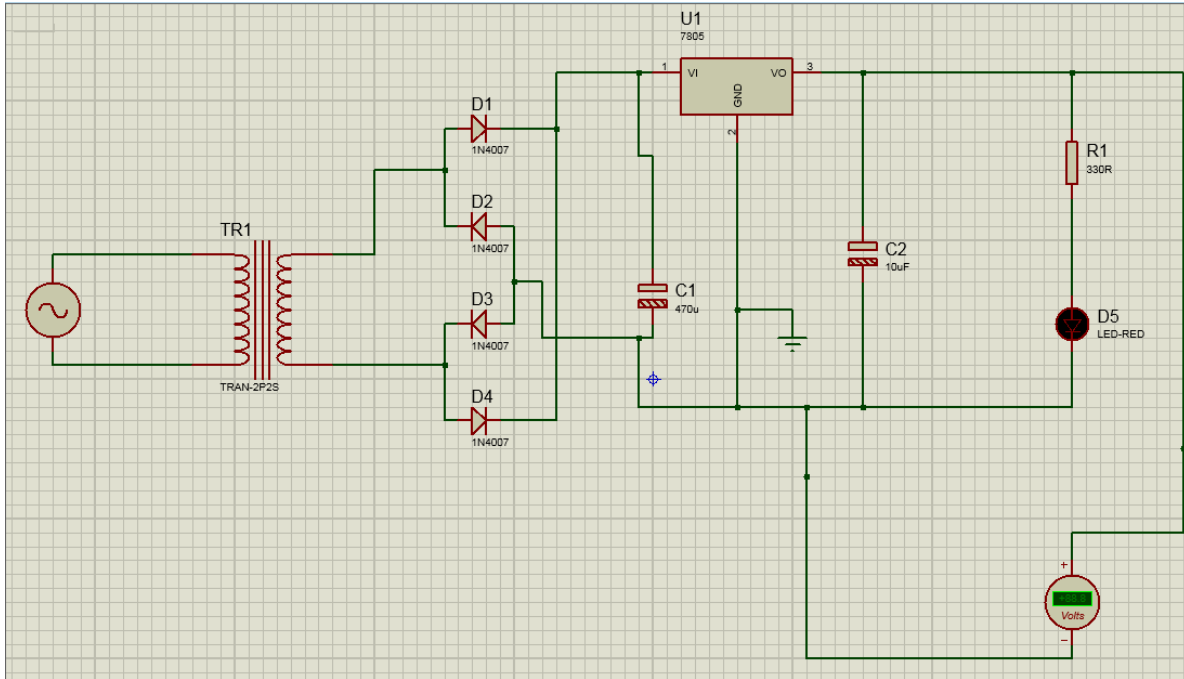 U1
7805
1
VI
VO
3
GND
2
D1
1N4007
D2
1N4007
R1
330R
TR1
C2
10uF
D3
1N4007
C1
470u
D5
LED-RED
TRAN-2P2S
D4
1N4007
+
Volts